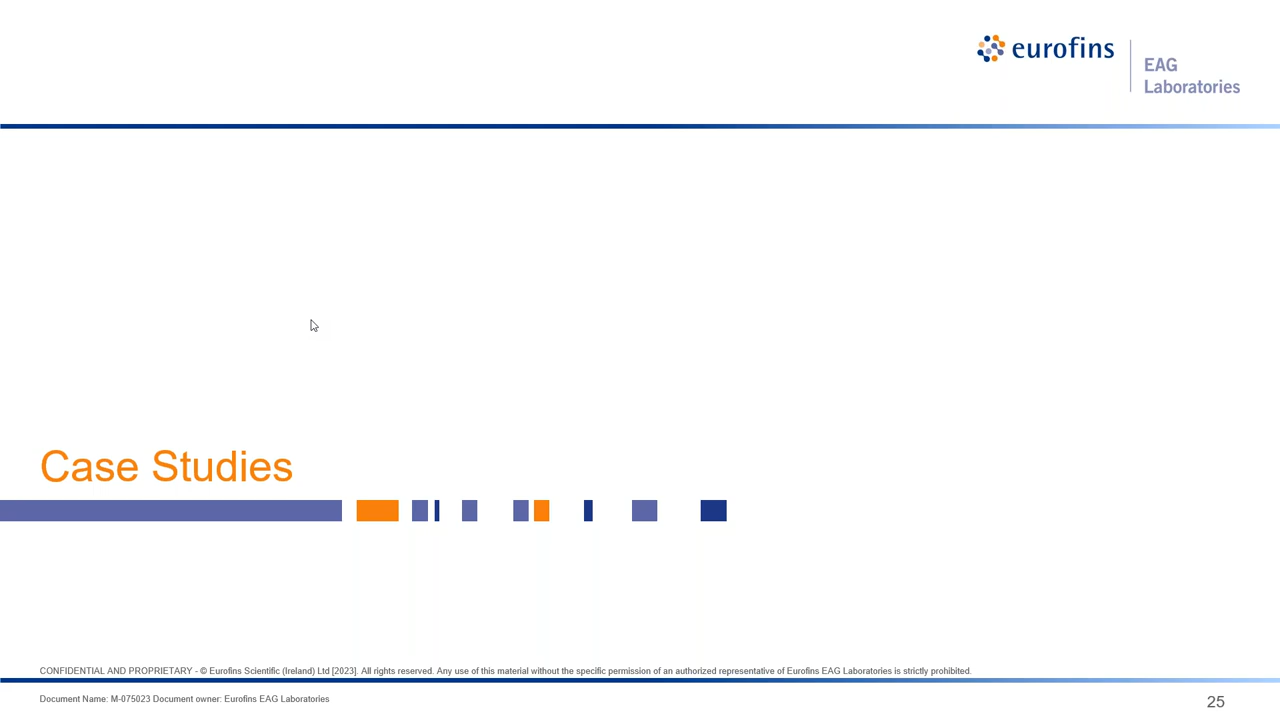 eurofins
EAG
Laboratories
Case Studies
CONFIDENTIAL AND PROPRIETARY - © Eurofins Scientific (Ireland) Ltd [2023]. All rights reserved. Any use of this material without the specific permission of an authorized representative of Eurofins EAG Laboratories is strictly prohibited.
Document Name: M-075023 Document owner: Eurofins EAG Laboratories
25